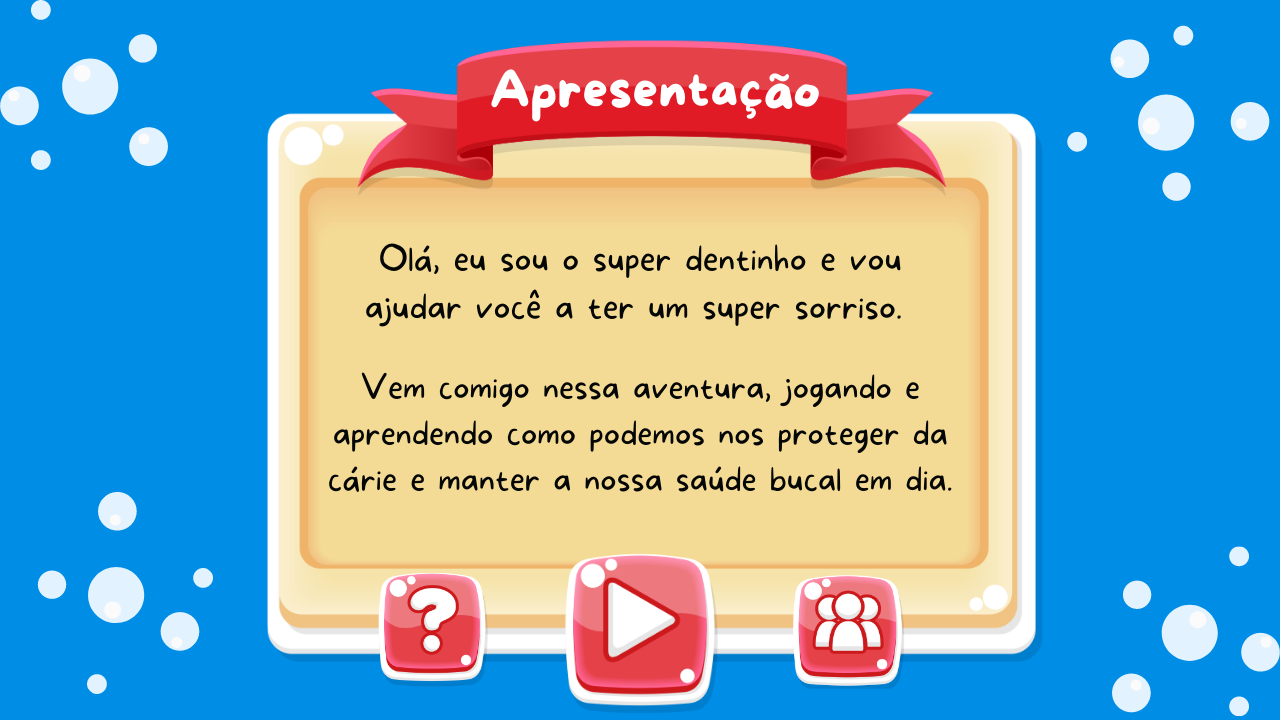 Apresentação
Olá, eu sou o super dentinho e vou
ajudar você a ter um super sorriso.
Vem comigo nessa aventura, jogando e
aprendendo como podemos nos proteger da
cárie e manter a nossa saúde bucal em dia.
?